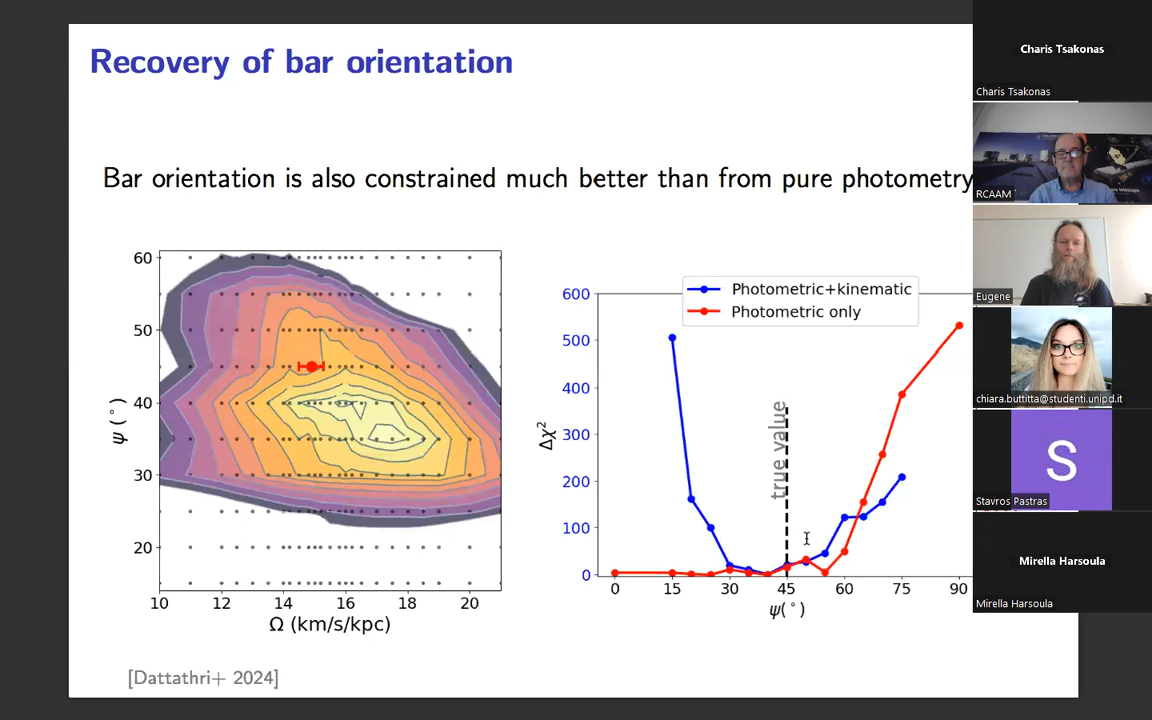 Recovery of bar orientation
Bar orientation is also constrained much better than from pure photometry
60
50
40
30
20
ψ (°)
10 12 14 16 18 20
Ω (km/s/kpc)
Photometric+kinematic
Photometric only
600
500
400
300
200
100
0
Δχ²
true value
0 15 30 45 60 75 90
ψ(°)
[Dattathri+ 2024]
Charis Tsakonas
Charis Tsakonas
RCAAM
Eugene
chiara.buttitta@studenti.unipd.it
S
Stavros Pastras
Mirella Harsoula
Mirella Harsoula